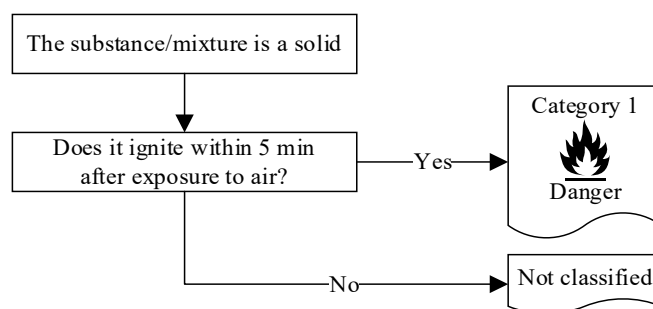 The substance/mixture is a solid
Does it ignite within 5 min
after exposure to air?
Yes
Category 1
Danger
No
Not classified